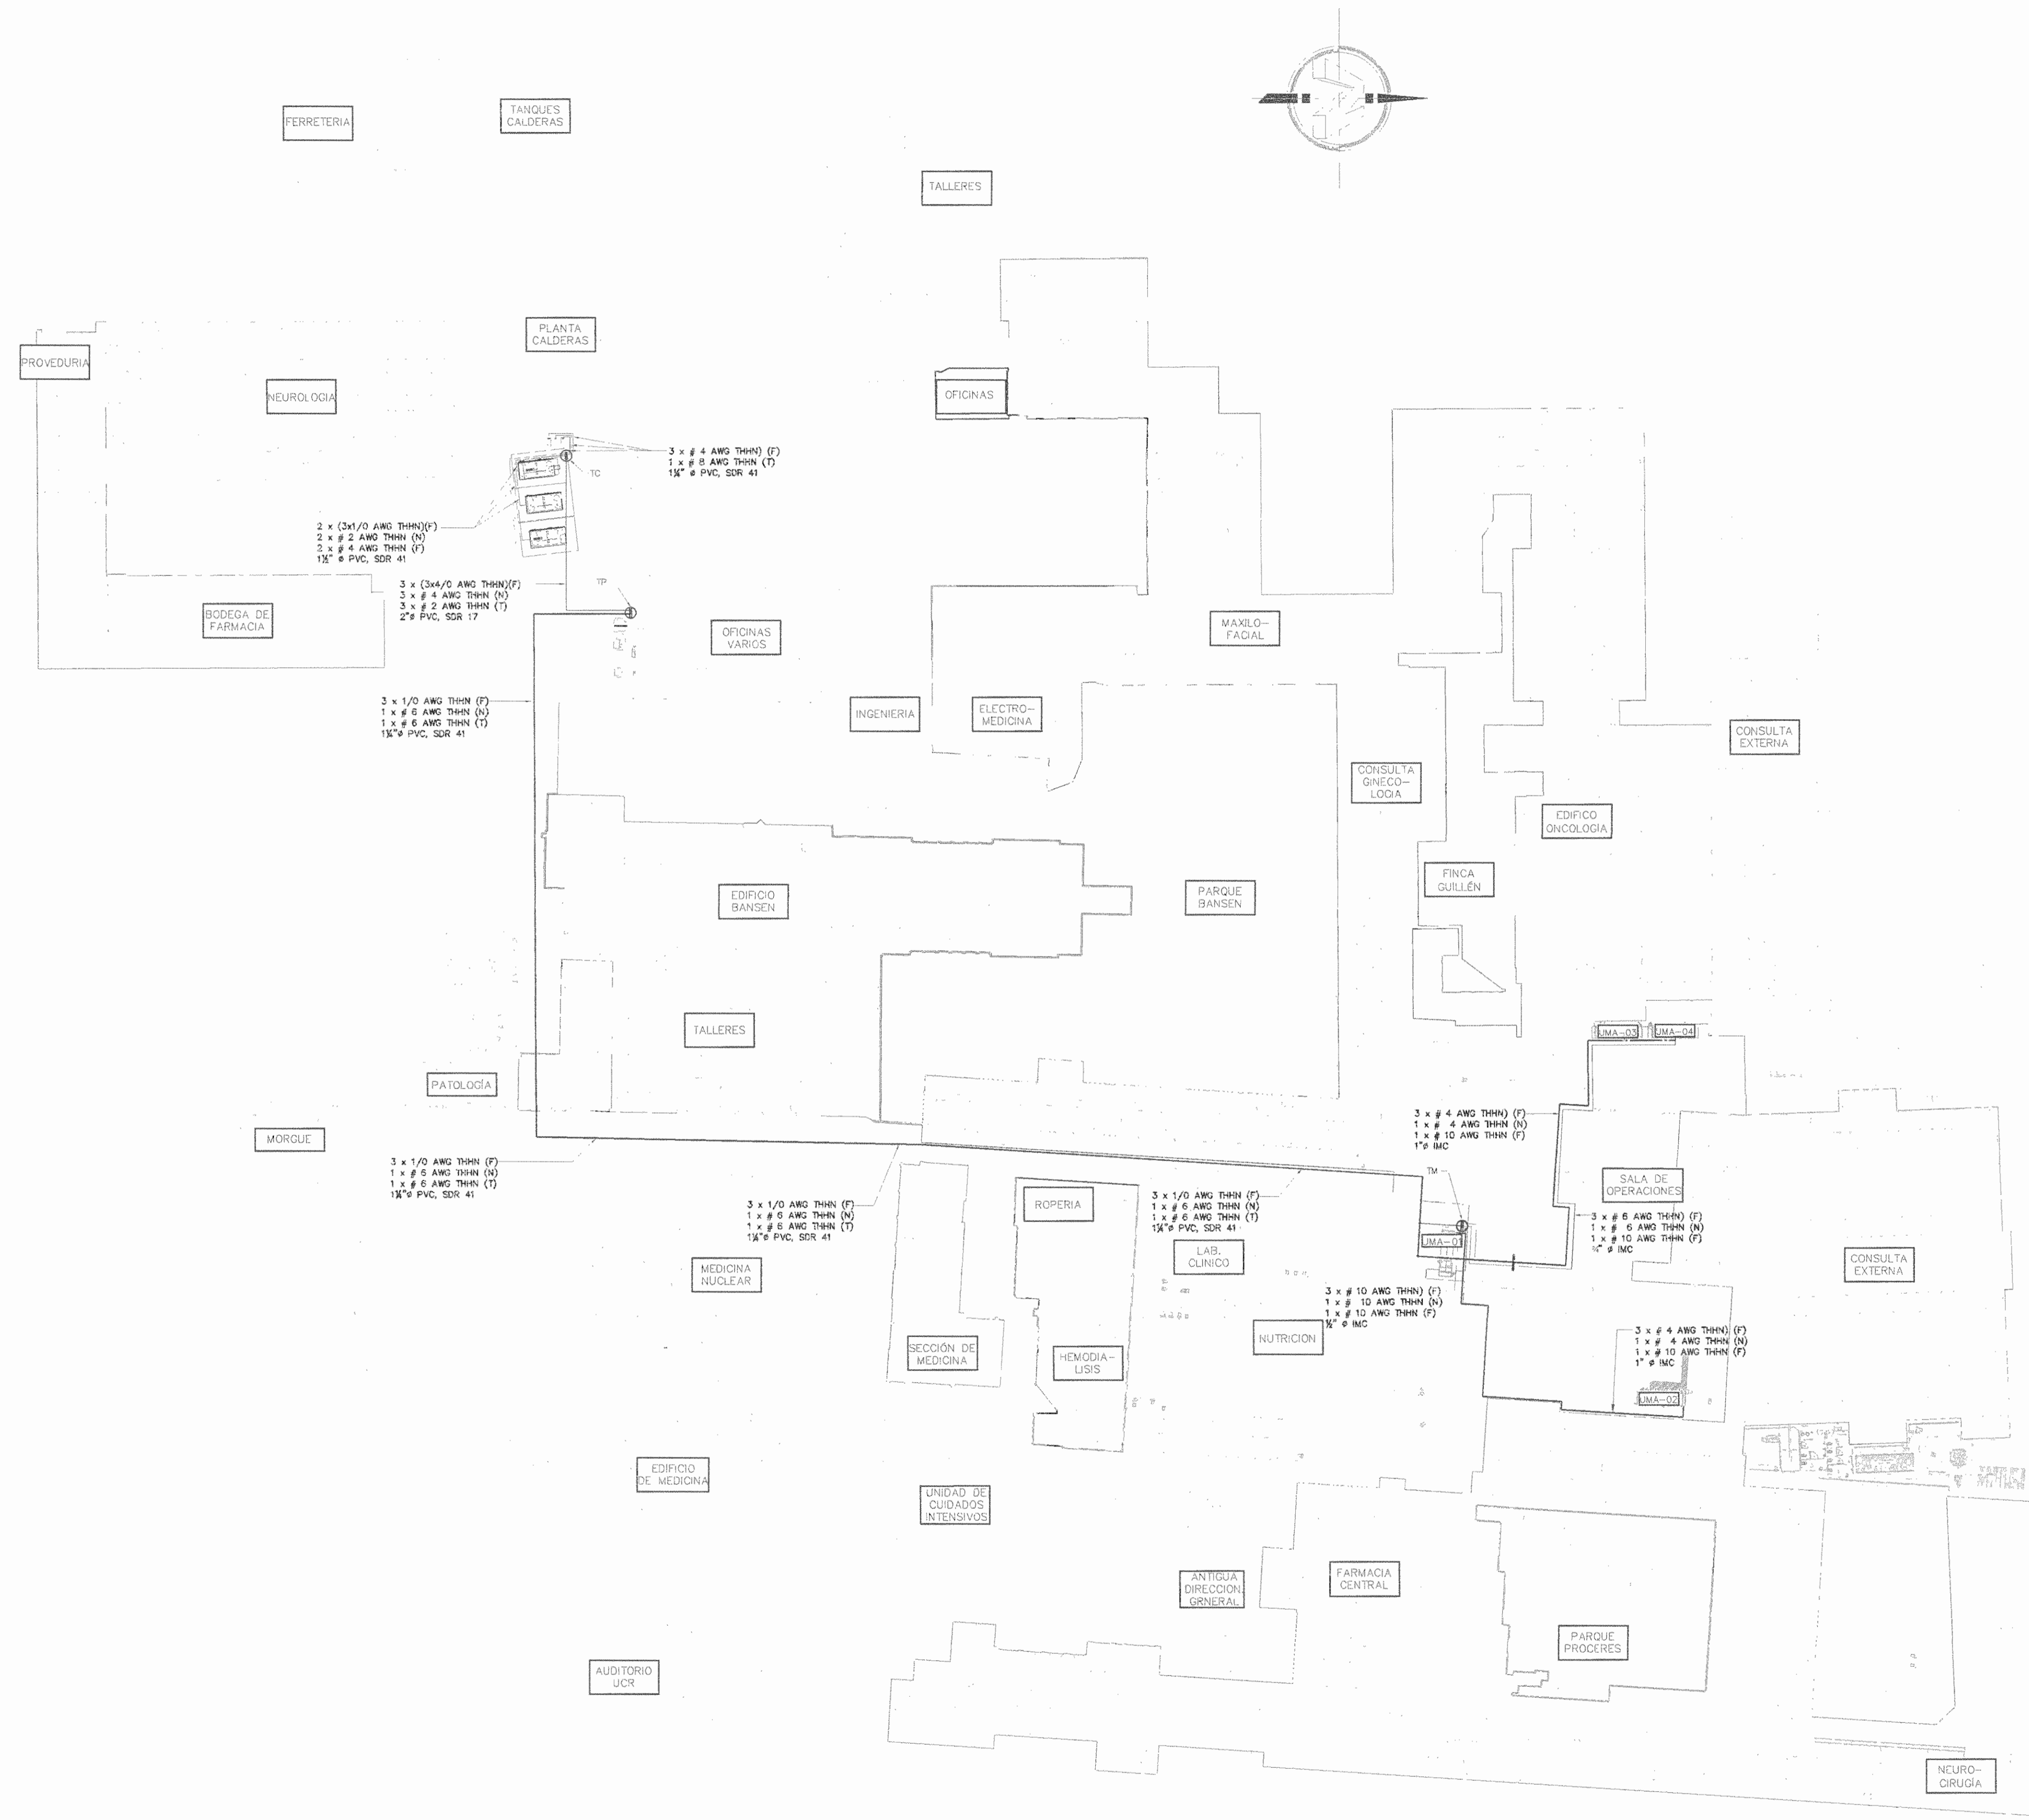 FERRETERIA
TANQUES
CALDERAS
TALLERES
PLANTA
CALDERAS
PROVEDURIA
NEUROLOGIA
OFICINAS
3 x # 4 AWG THHN) (F)
1 x # 8 AWG THHN (T)
1¼" ø PVC, SDR 41
TC
2 x (3x1/0 AWG THHN)(F)
2 x # 2 AWG THHN (N)
2 x # 4 AWG THHN (F)
1½" ø PVC, SDR 41
3 x (3x4/0 AWG THHN)(F)
3 x # 4 AWG THHN (N)
3 x # 2 AWG THHN (T)
2"ø PVC, SDR 17
TP
BODEGA DE
FARMACIA
OFICINAS
VARIOS
MAXILO-
FACIAL
3 x 1/0 AWG THHN (F)
1 x # 6 AWG THHN (N)
1 x # 6 AWG THHN (T)
1¼"ø PVC, SDR 41
INGENIERIA
ELECTRO-
MEDICINA
CONSULTA
EXTERNA
CONSULTA
GINECO-
LOGIA
EDIFICO
ONCOLOGÍA
FINCA
GUILLÉN
EDIFICIO
BANSEN
PARQUE
BANSEN
TALLERES
UMA-03
UMA-04
PATOLOGÍA
MORGUE
3 x # 4 AWG THHN) (F)
1 x # 4 AWG THHN (N)
1 x # 10 AWG THHN (F)
1"ø IMC
3 x 1/0 AWG THHN (F)
1 x # 6 AWG THHN (N)
1 x # 6 AWG THHN (T)
1¼"ø PVC, SDR 41
TM
SALA DE
OPERACIONES
3 x 1/0 AWG THHN (F)
1 x # 6 AWG THHN (N)
1 x # 6 AWG THHN (T)
1¼"ø PVC, SDR 41
ROPERIA
3 x 1/0 AWG THHN (F)
1 x # 6 AWG THHN (N)
1 x # 6 AWG THHN (T)
1¼"ø PVC, SDR 41
3 x # 6 AWG THHN) (F)
1 x # 6 AWG THHN (N)
1 x # 10 AWG THHN (F)
¾" ø IMC
UMA-01
LAB.
CLINICO
MEDICINA
NUCLEAR
CONSULTA
EXTERNA
3 x # 10 AWG THHN) (F)
1 x # 10 AWG THHN (N)
1 x # 10 AWG THHN (F)
½" ø IMC
NUTRICION
3 x # 4 AWG THHN) (F)
1 x # 4 AWG THHN (N)
1 x # 10 AWG THHN (F)
1" ø IMC
SECCIÓN DE
MEDICINA
HEMODIA-
LISIS
UMA-02
EDIFICIO
DE MEDICINA
UNIDAD DE
CUIDADOS
INTENSIVOS
ANTIGUA
DIRECCION
GRNERAL
FARMACIA
CENTRAL
PARQUE
PROCERES
AUDITORIO
UCR
NEURO-
CIRUGÍA